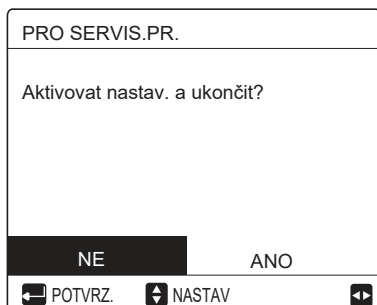 PRO SERVIS.PR.
Aktivovat nastav. a ukončit?
NE ANO
POTVRZ. NASTAV